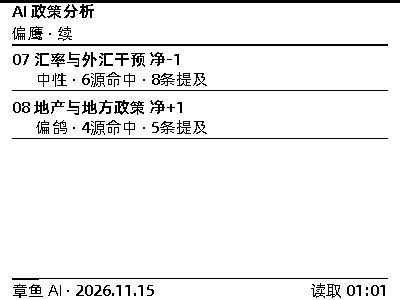 AI 政策分析
偏鹰 · 续
07 汇率与外汇干预 净-1
中性 · 6源命中 · 8条提及
08 地产与地方政策 净+1
偏鸽 · 4源命中 · 5条提及
章鱼 AI · 2026.11.15
读取 01:01